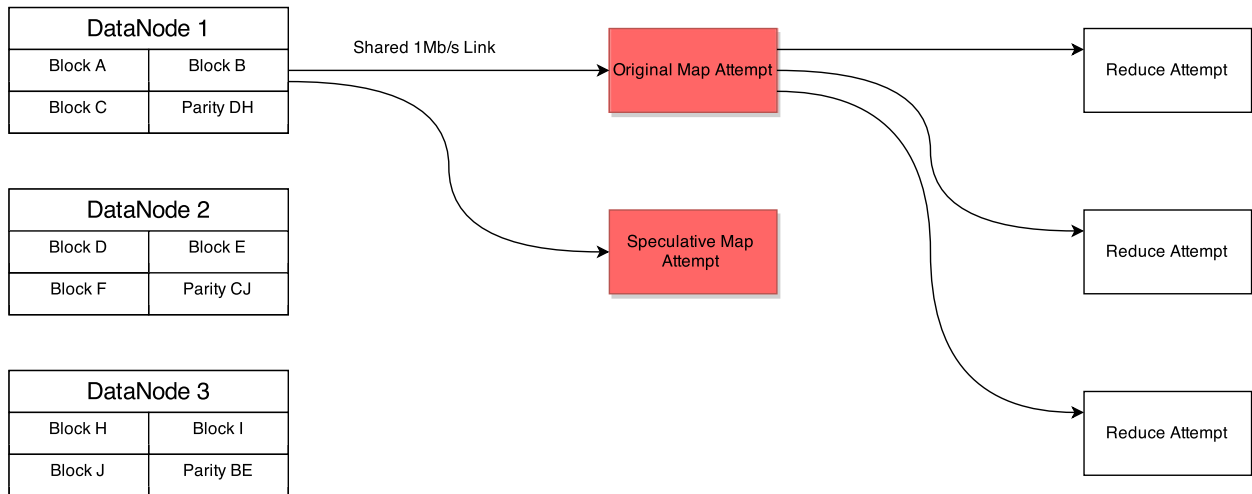 DataNode 1
Block A
Block B
Block C
Parity DH
Shared 1Mb/s Link
Original Map Attempt
Reduce Attempt
DataNode 2
Block D
Block E
Block F
Parity CJ
Speculative Map
Attempt
Reduce Attempt
DataNode 3
Block H
Block I
Block J
Parity BE
Reduce Attempt